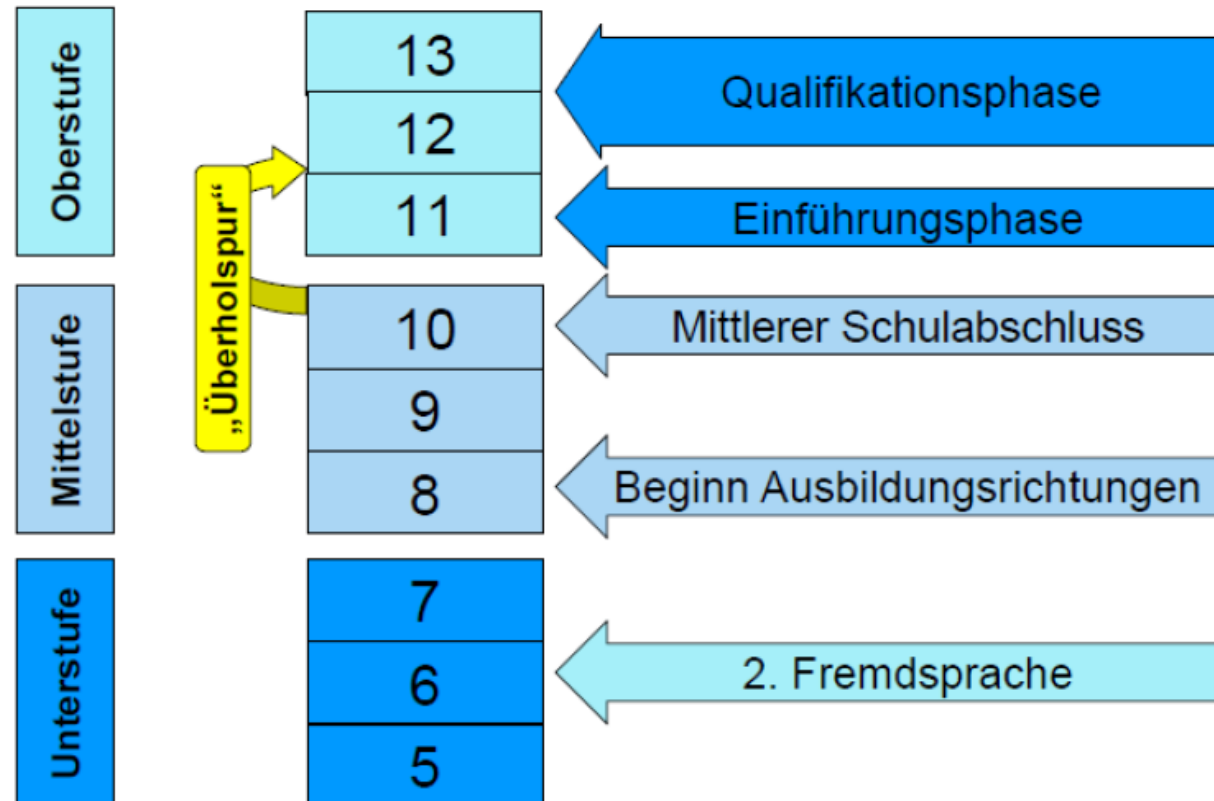 Oberstufe
13
12
11
Qualifikationsphase
Einführungsphase
„Überholspur“
Mittelstufe
10
9
8
Mittlerer Schulabschluss
Beginn Ausbildungsrichtungen
Unterstufe
7
6
5
2. Fremdsprache